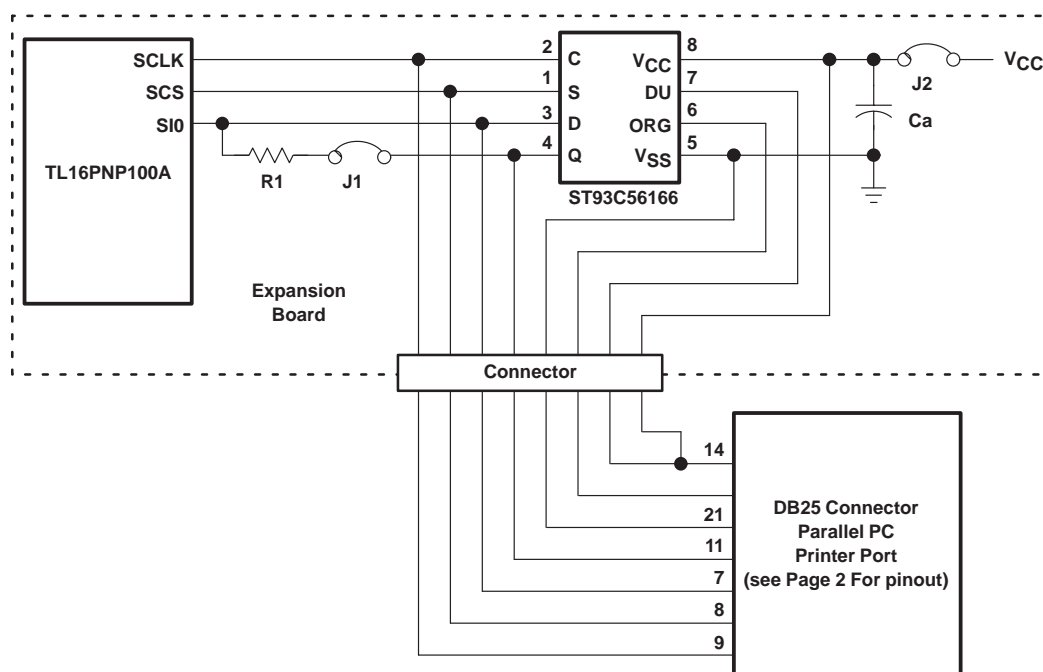 SCLK
SCS
SI0
TL16PNP100A
R1
J1
2
1
3
4
C
S
D
Q
VCC
DU
ORG
VSS
8
7
6
5
ST93C56166
J2
VCC
Ca
Expansion
Board
Connector
14
21
11
7
8
9
DB25 Connector
Parallel PC
Printer Port
(see Page 2 For pinout)